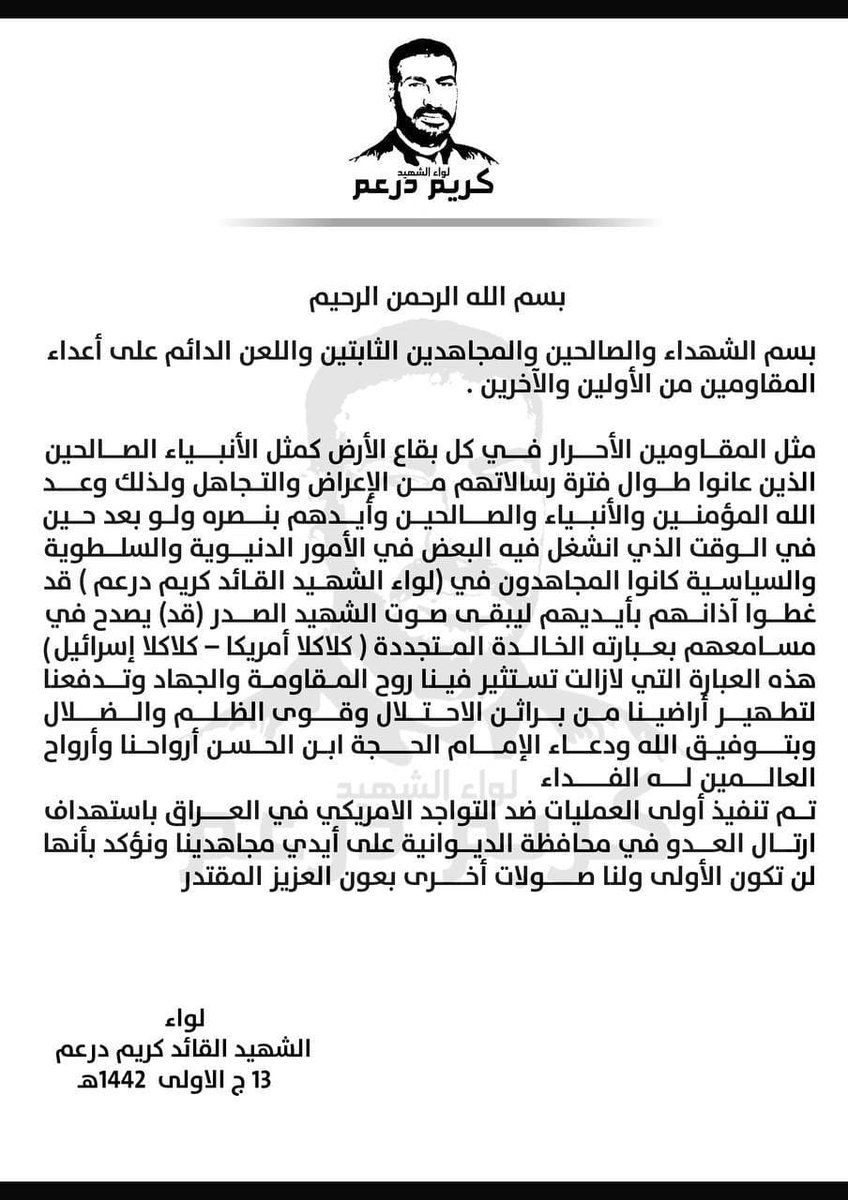 لواء الشهيد
كريم درعم
بسم الله الرحمن الرحيم
بسم الشهداء والصالحين والمجاهدين الثابتين واللعن الدائم على أعداء
المقاومين من الأولين والآخرين .
مثل المقاومين الأحرار في كل بقاع الأرض كمثل الأنبياء الصالحين
الذين عانوا طوال فترة رسالاتهم من الإعراض والتجاهل ولذلك وعد
الله المؤمنين والأنبياء والصالحين وأيدهم بنصره ولو بعد حين
في الوقت الذي انشغل فيه البعض في الأمور الدنيوية والسلطوية
والسياسية كانوا المجاهدون في (لواء الشهيد القائد كريم درعم ) قد
غطوا آذانهم بأيديهم ليبقى صوت الشهيد الصدر (قد) يصدح في
مسامعهم بعبارته الخالدة المتجددة ( كلاكلا أمريكا – كلاكلا إسرائيل)
هذه العبارة التي لازالت تستثير فينا روح المقاومة والجهاد وتدفعنا
لتطهير أراضينا من براثن الاحتلال وقوى الظلم والضلال
وبتوفيق الله ودعاء الإمام الحجة ابن الحسن أرواحنا وأرواح
العالمين له الفداء
تم تنفيذ أولى العمليات ضد التواجد الامريكي في العراق باستهداف
ارتال العدو في محافظة الديوانية على أيدي مجاهدينا ونؤكد بأنها
لن تكون الأولى ولنا صولات أخرى بعون العزيز المقتدر
لواء
الشهيد القائد كريم درعم
13 ج الاولى 1442هـ
لواء الشهيد
كريم درعم